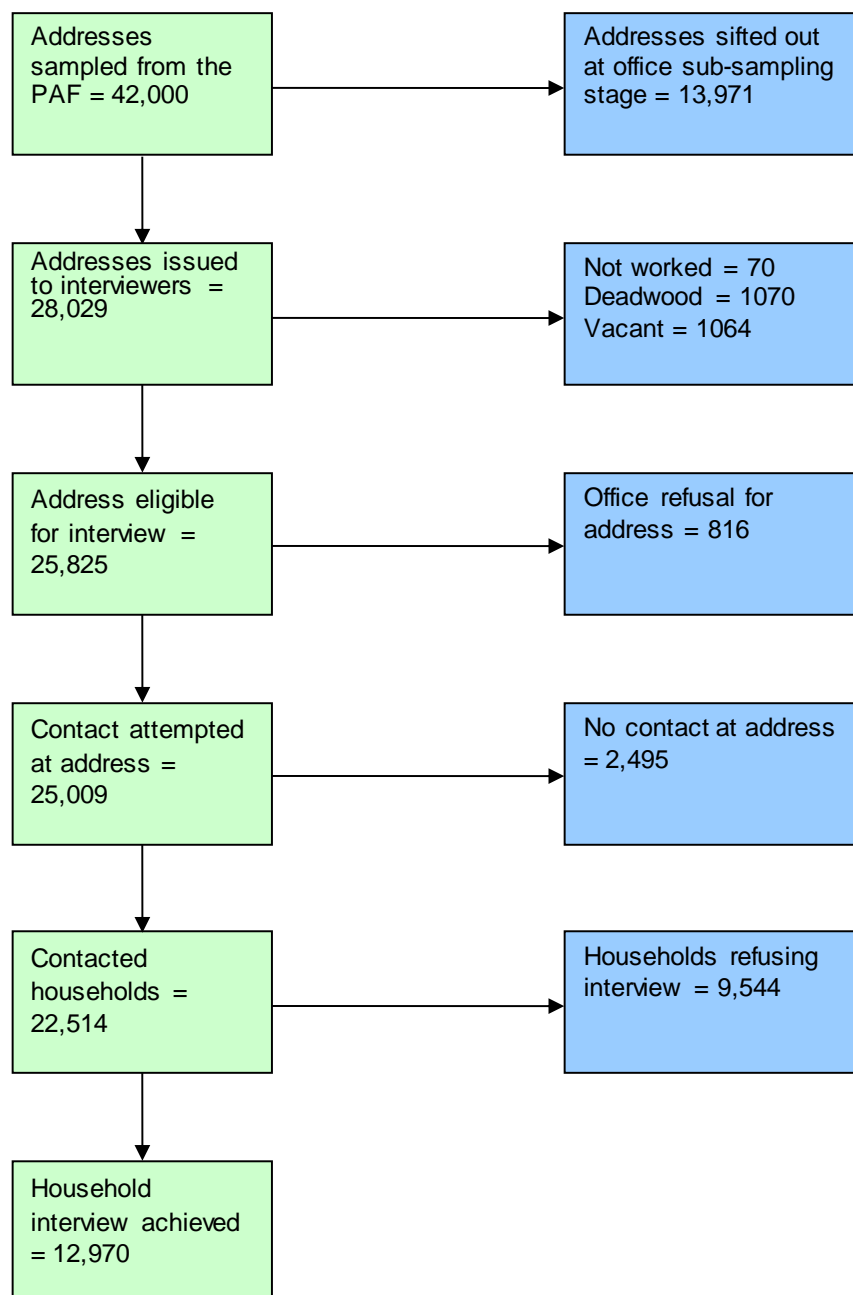 Addresses
sampled from the
PAF = 42,000
Addresses sifted out
at office sub-sampling
stage = 13,971
Addresses issued
to interviewers =
28,029
Not worked = 70
Deadwood = 1070
Vacant = 1064
Address eligible
for interview =
25,825
Office refusal for
address = 816
Contact attempted
at address =
25,009
No contact at address
= 2,495
Contacted
households =
22,514
Households refusing
interview = 9,544
Household
interview achieved
= 12,970